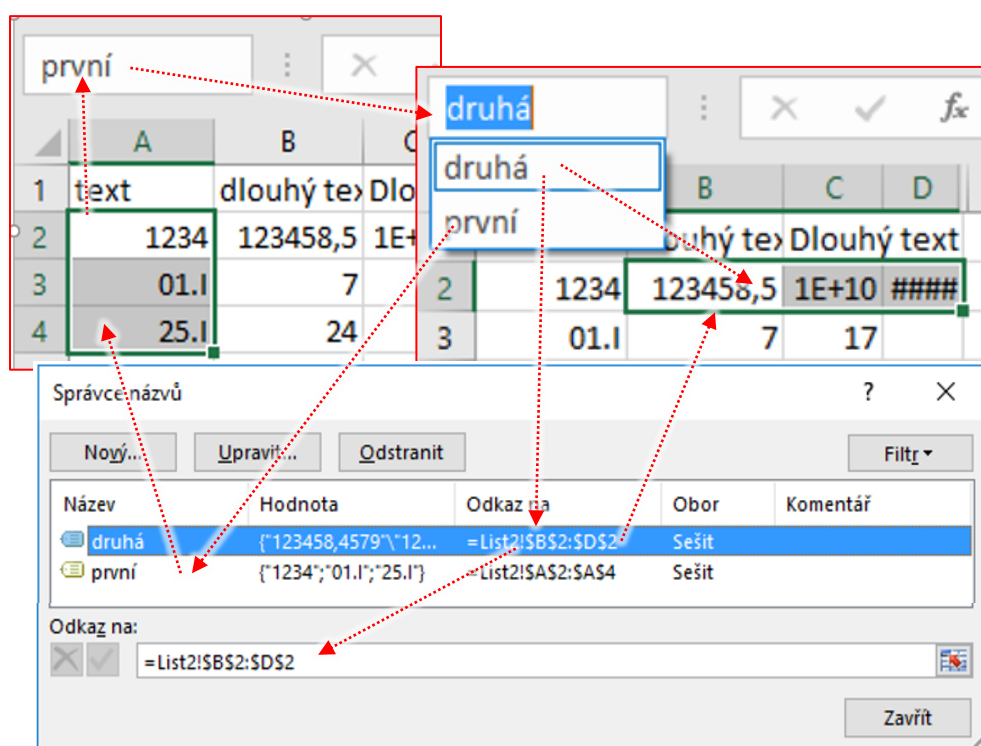 první
A B
1 text dlouhý tex Dlo
2 1234 123458,5 1E+
3 01.I 7
4 25.I 24
druhá fx
druhá
první
B C D
ouhý tex Dlouhý text
2 1234 123458,5 1E+10 ####
3 01.I 7 17
Správce názvů ? ×
Nový... Upravit... Odstranit Filtr
Název Hodnota Odkaz na Obor Komentář
druhá {"123458,4579"\"12... =List2!$B$2:$D$2 Sešit
první {"1234";"01.I";"25.I"} =List2!$A$2:$A$4 Sešit
Odkaz na:
=List2!$B$2:$D$2
Zavřít